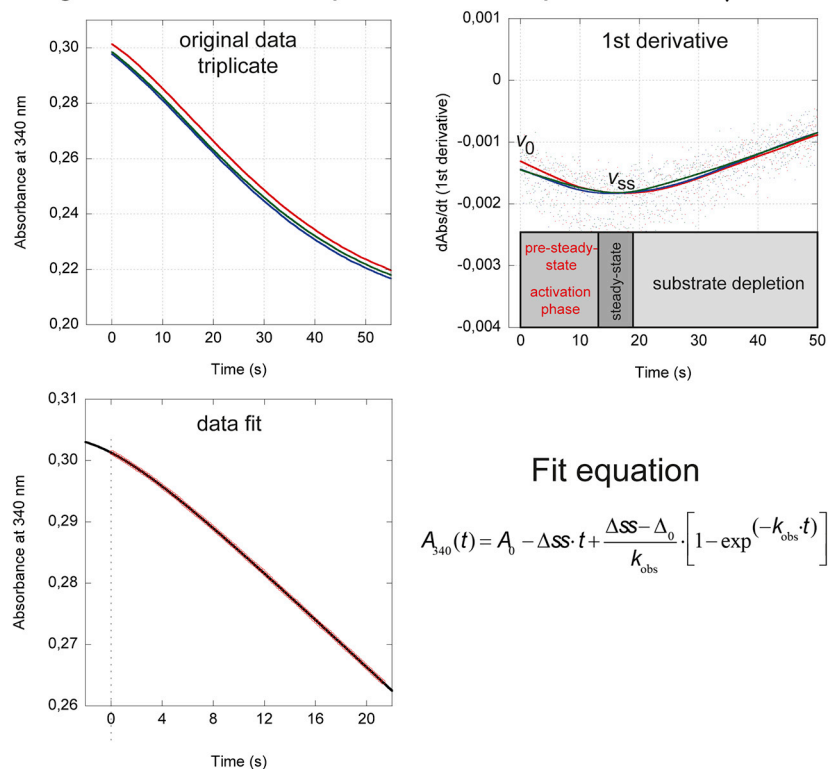 original data
triplicate
0,30
0,28
0,26
0,24
0,22
0,20
Absorbance at 340 nm
0 10 20 30 40 50
Time (s)
1st derivative
0,001
0
-0,001
-0,002
-0,003
-0,004
dAbs/dt (1st derivative)
v0
vss
pre-steady-
state
activation
phase
steady-state
substrate depletion
0 10 20 30 40 50
Time (s)
data fit
0,31
0,30
0,29
0,28
0,27
0,26
Absorbance at 340 nm
0 4 8 12 16 20
Time (s)
Fit equation
A340(t) = A0 − Δss·t + (Δss − Δ0)/kobs · [1 − exp(−kobs·t)]